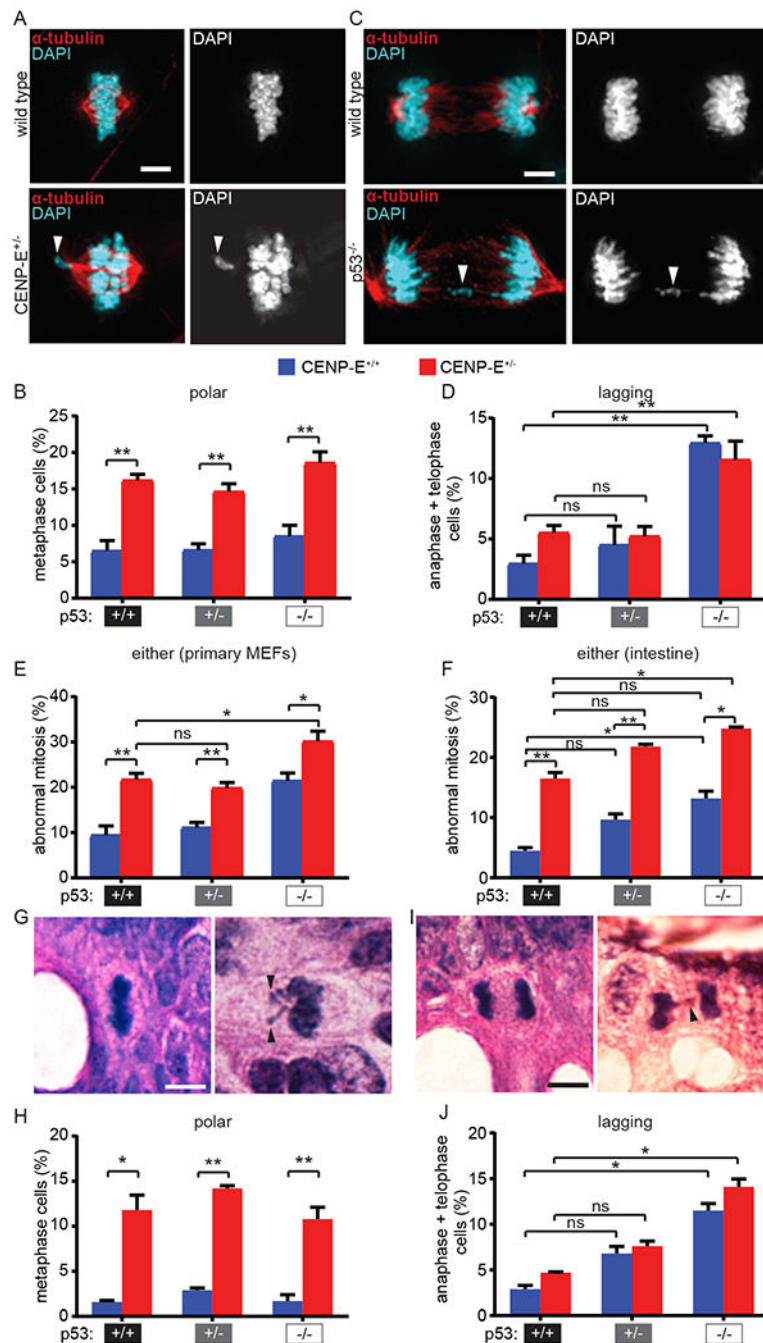 A
C
α-tubulin
DAPI
DAPI
α-tubulin
DAPI
DAPI
wild type
wild type
α-tubulin
DAPI
α-tubulin
DAPI
CENP-E+/-
p53-/-
CENP-E+/+
CENP-E+/-
B
polar
metaphase cells (%)
25
20
15
10
5
0
**
**
**
p53:
+/+
+/-
-/-
D
lagging
anaphase + telophase
cells (%)
15
10
5
0
**
**
ns
ns
p53:
+/+
+/-
-/-
E
either (primary MEFs)
abnormal mitosis (%)
40
30
20
10
0
*
*
ns
**
**
p53:
+/+
+/-
-/-
F
either (intestine)
abnormal mitosis (%)
30
20
10
0
*
ns
ns
**
*
*
ns
**
p53:
+/+
+/-
-/-
G
I
H
polar
metaphase cells (%)
20
15
10
5
0
*
**
**
p53:
+/+
+/-
-/-
J
lagging
anaphase + telophase
cells (%)
20
15
10
5
0
*
*
ns
ns
p53:
+/+
+/-
-/-